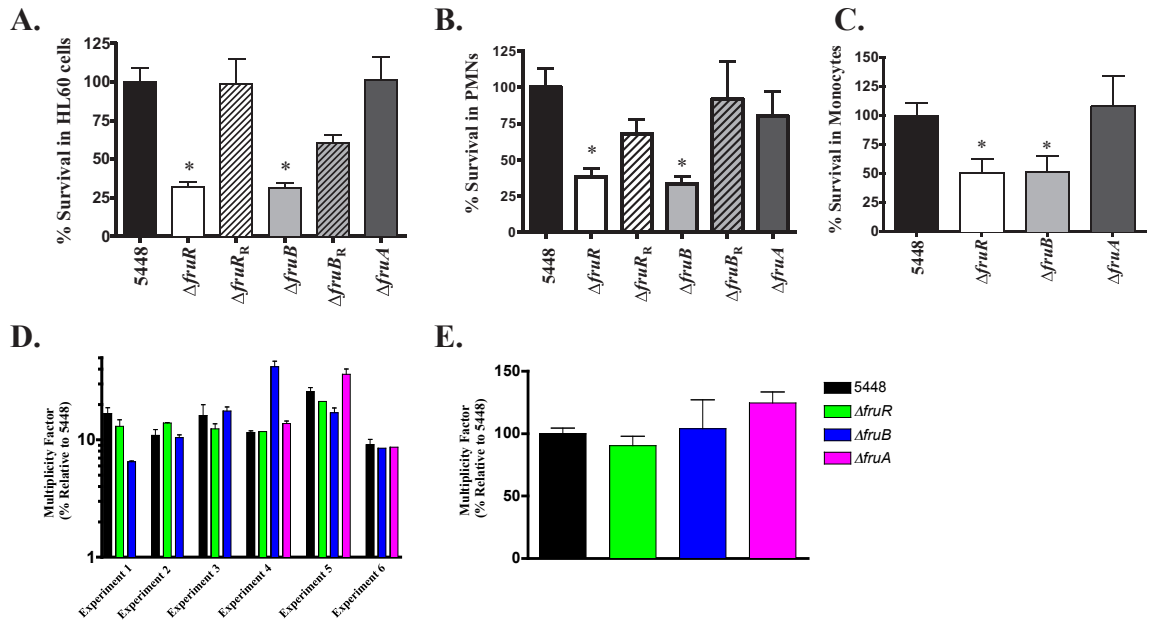 A.
% Survival in HL60 cells
125
100
75
50
25
0
5448
ΔfruR
ΔfruR_R
ΔfruB
ΔfruB_R
ΔfruA
*
*
B.
% Survival in PMNs
125
100
75
50
25
0
5448
ΔfruR
ΔfruR_R
ΔfruB
ΔfruB_R
ΔfruA
*
*
C.
% Survival in Monocytes
150
125
100
75
50
25
0
5448
ΔfruR
ΔfruB
ΔfruA
*
*
D.
Multiplicity Factor
(% Relative to 5448)
10
1
Experiment 1
Experiment 2
Experiment 3
Experiment 4
Experiment 5
Experiment 6
E.
Multiplicity Factor
(% Relative to 5448)
150
100
50
0
5448
ΔfruR
ΔfruB
ΔfruA